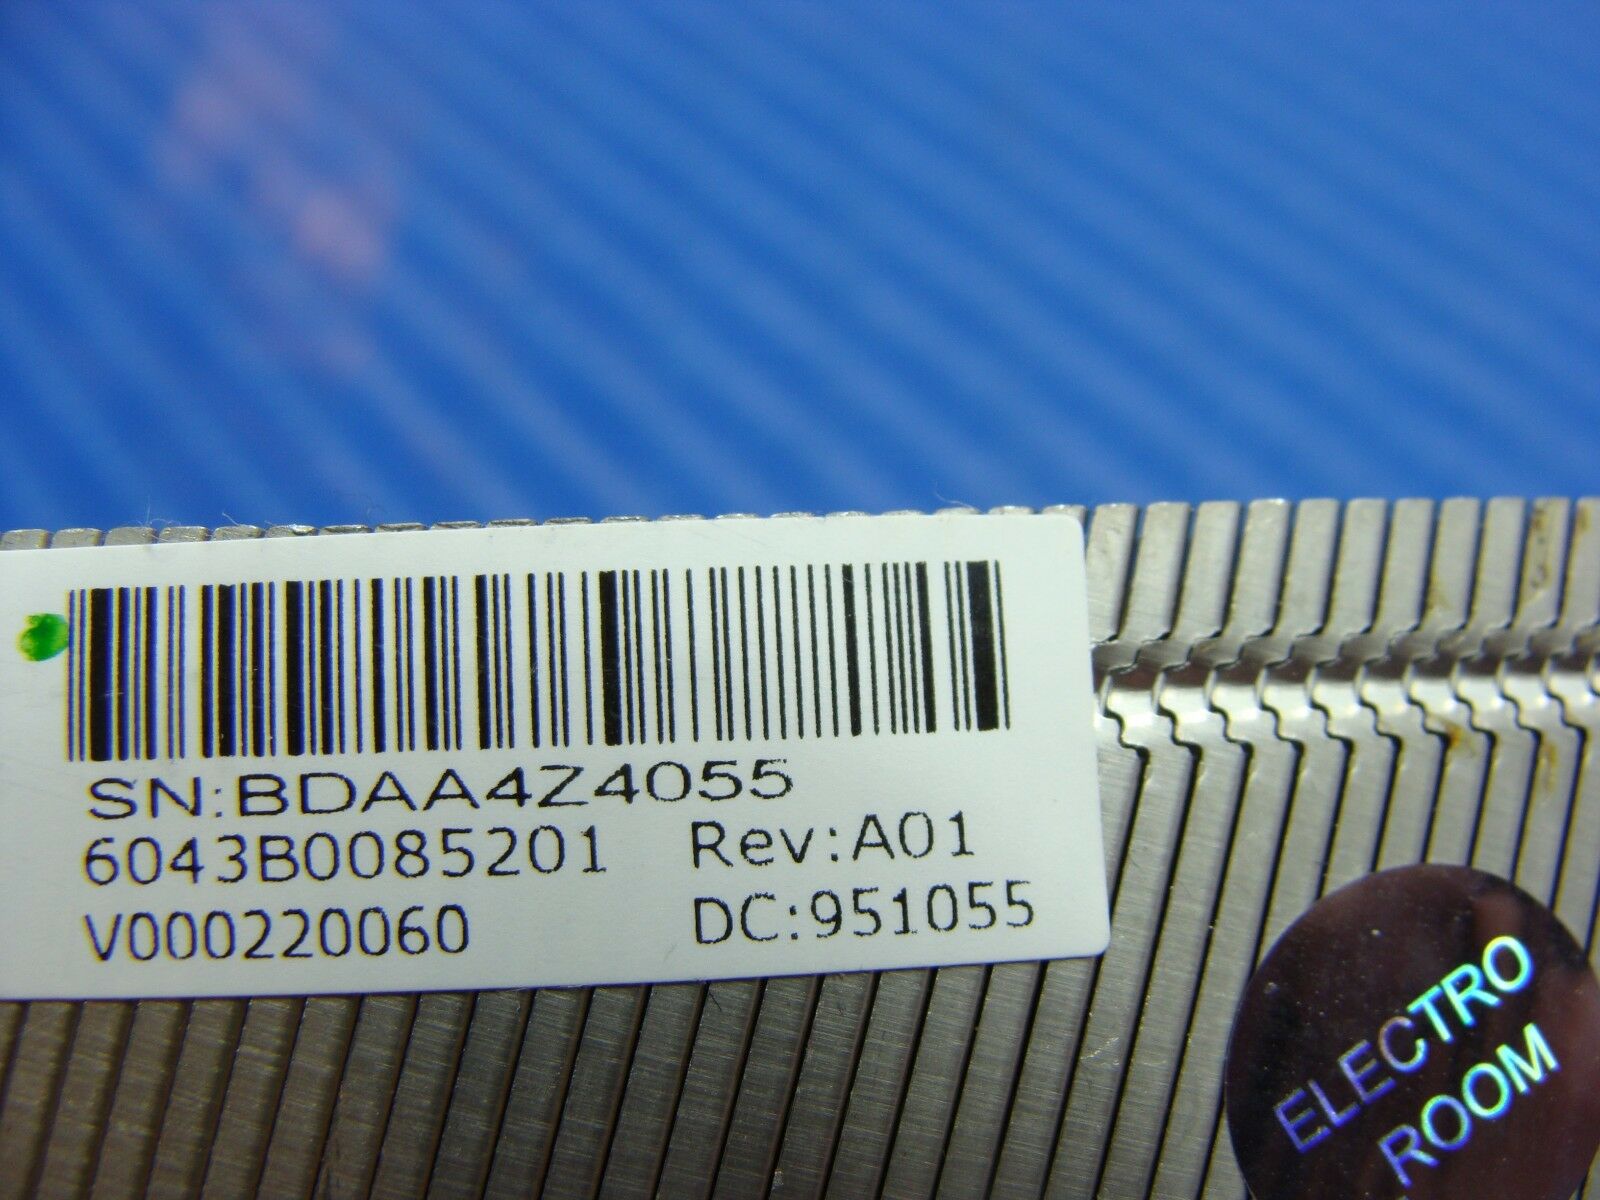 SN:BDAA4Z4055
6043B0085201 Rev:A01
V000220060 DC:951055
ELECTRO
ROOM